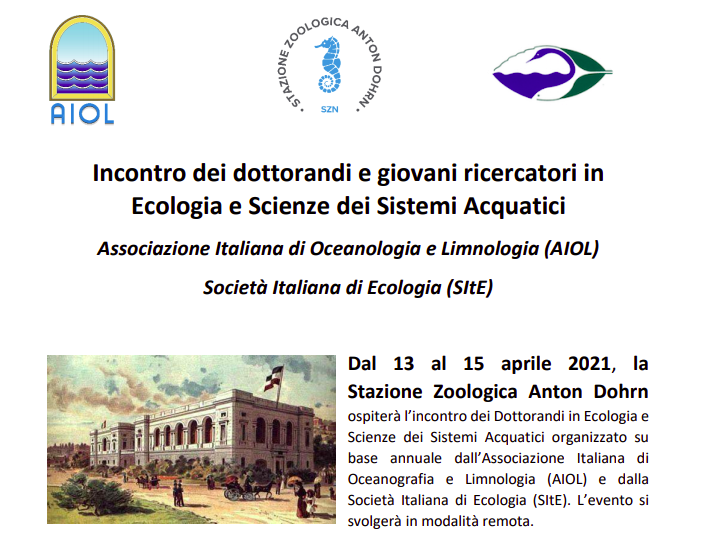 AIOL
STAZIONE ZOOLOGICA ANTON DOHRN
SZN
Incontro dei dottorandi e giovani ricercatori in
Ecologia e Scienze dei Sistemi Acquatici
Associazione Italiana di Oceanologia e Limnologia (AIOL)
Società Italiana di Ecologia (SItE)
Dal 13 al 15 aprile 2021, la
Stazione Zoologica Anton Dohrn
ospiterà l'incontro dei Dottorandi in Ecologia e
Scienze dei Sistemi Acquatici organizzato su
base annuale dall'Associazione Italiana di
Oceanografia e Limnologia (AIOL) e dalla
Società Italiana di Ecologia (SItE). L'evento si
svolgerà in modalità remota.